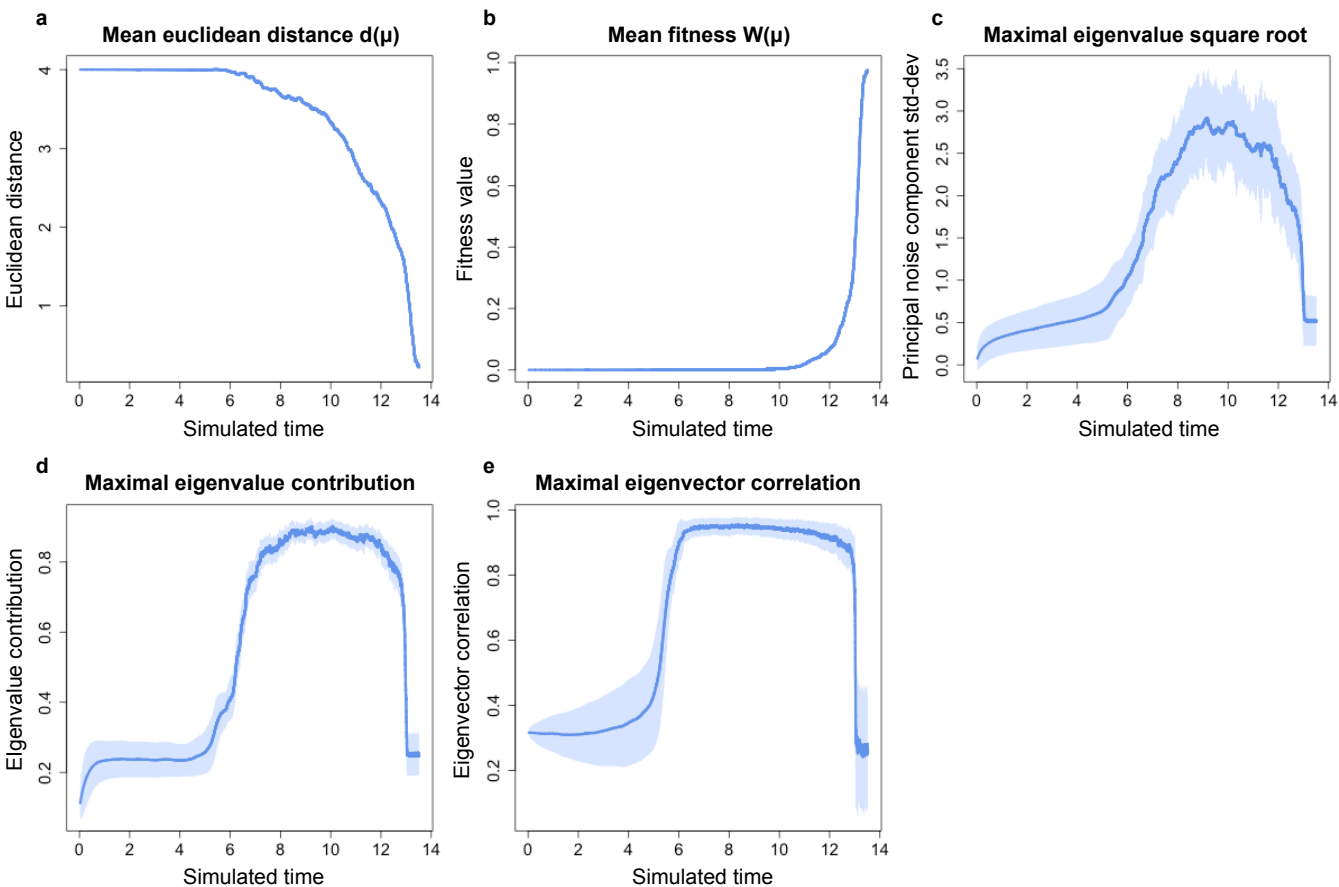 a
Mean euclidean distance d(μ)
Euclidean distance
4
3
2
1
0 2 4 6 8 10 12 14
Simulated time
b
Mean fitness W(μ)
Fitness value
1.0
0.8
0.6
0.4
0.2
0.0
0 2 4 6 8 10 12 14
Simulated time
c
Maximal eigenvalue square root
Principal noise component std-dev
3.5
3.0
2.5
2.0
1.5
1.0
0.5
0.0
0 2 4 6 8 10 12 14
Simulated time
d
Maximal eigenvalue contribution
EIgenvalue contribution
0.8
0.6
0.4
0.2
0 2 4 6 8 10 12 14
Simulated time
e
Maximal eigenvector correlation
Eigenvector correlation
1.0
0.8
0.6
0.4
0.2
0 2 4 6 8 10 12 14
Simulated time